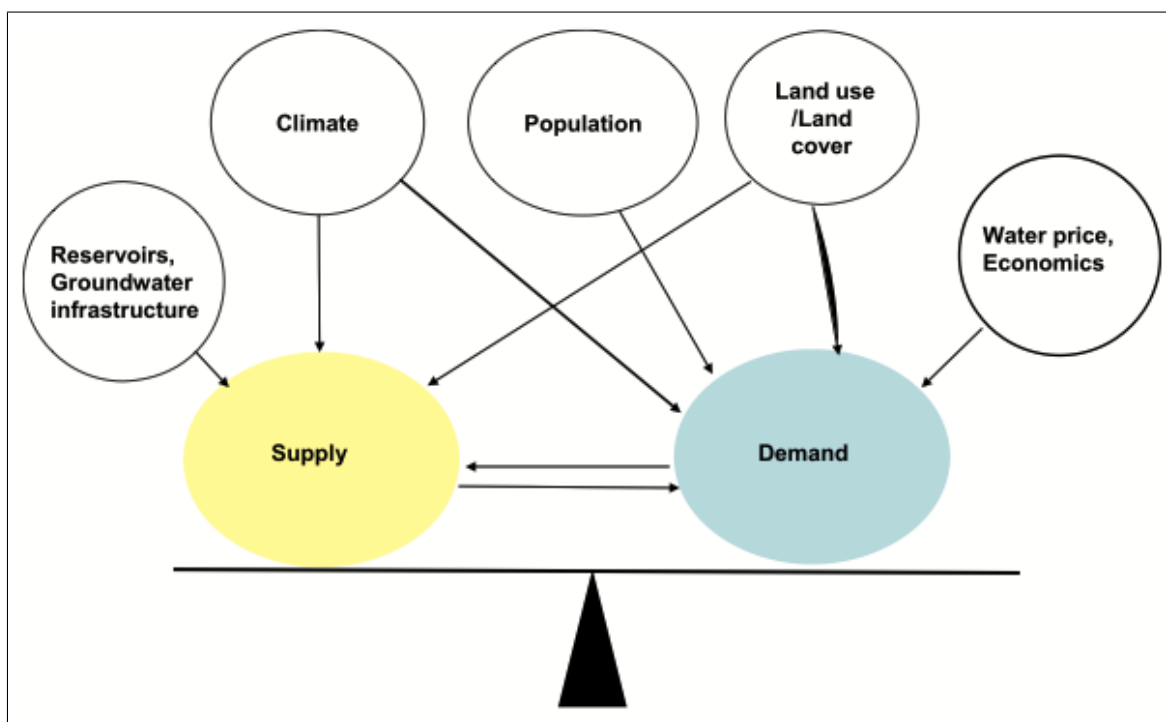 Climate
Population
Land use
/Land
cover
Reservoirs,
Groundwater
infrastructure
Water price,
Economics
Supply
Demand